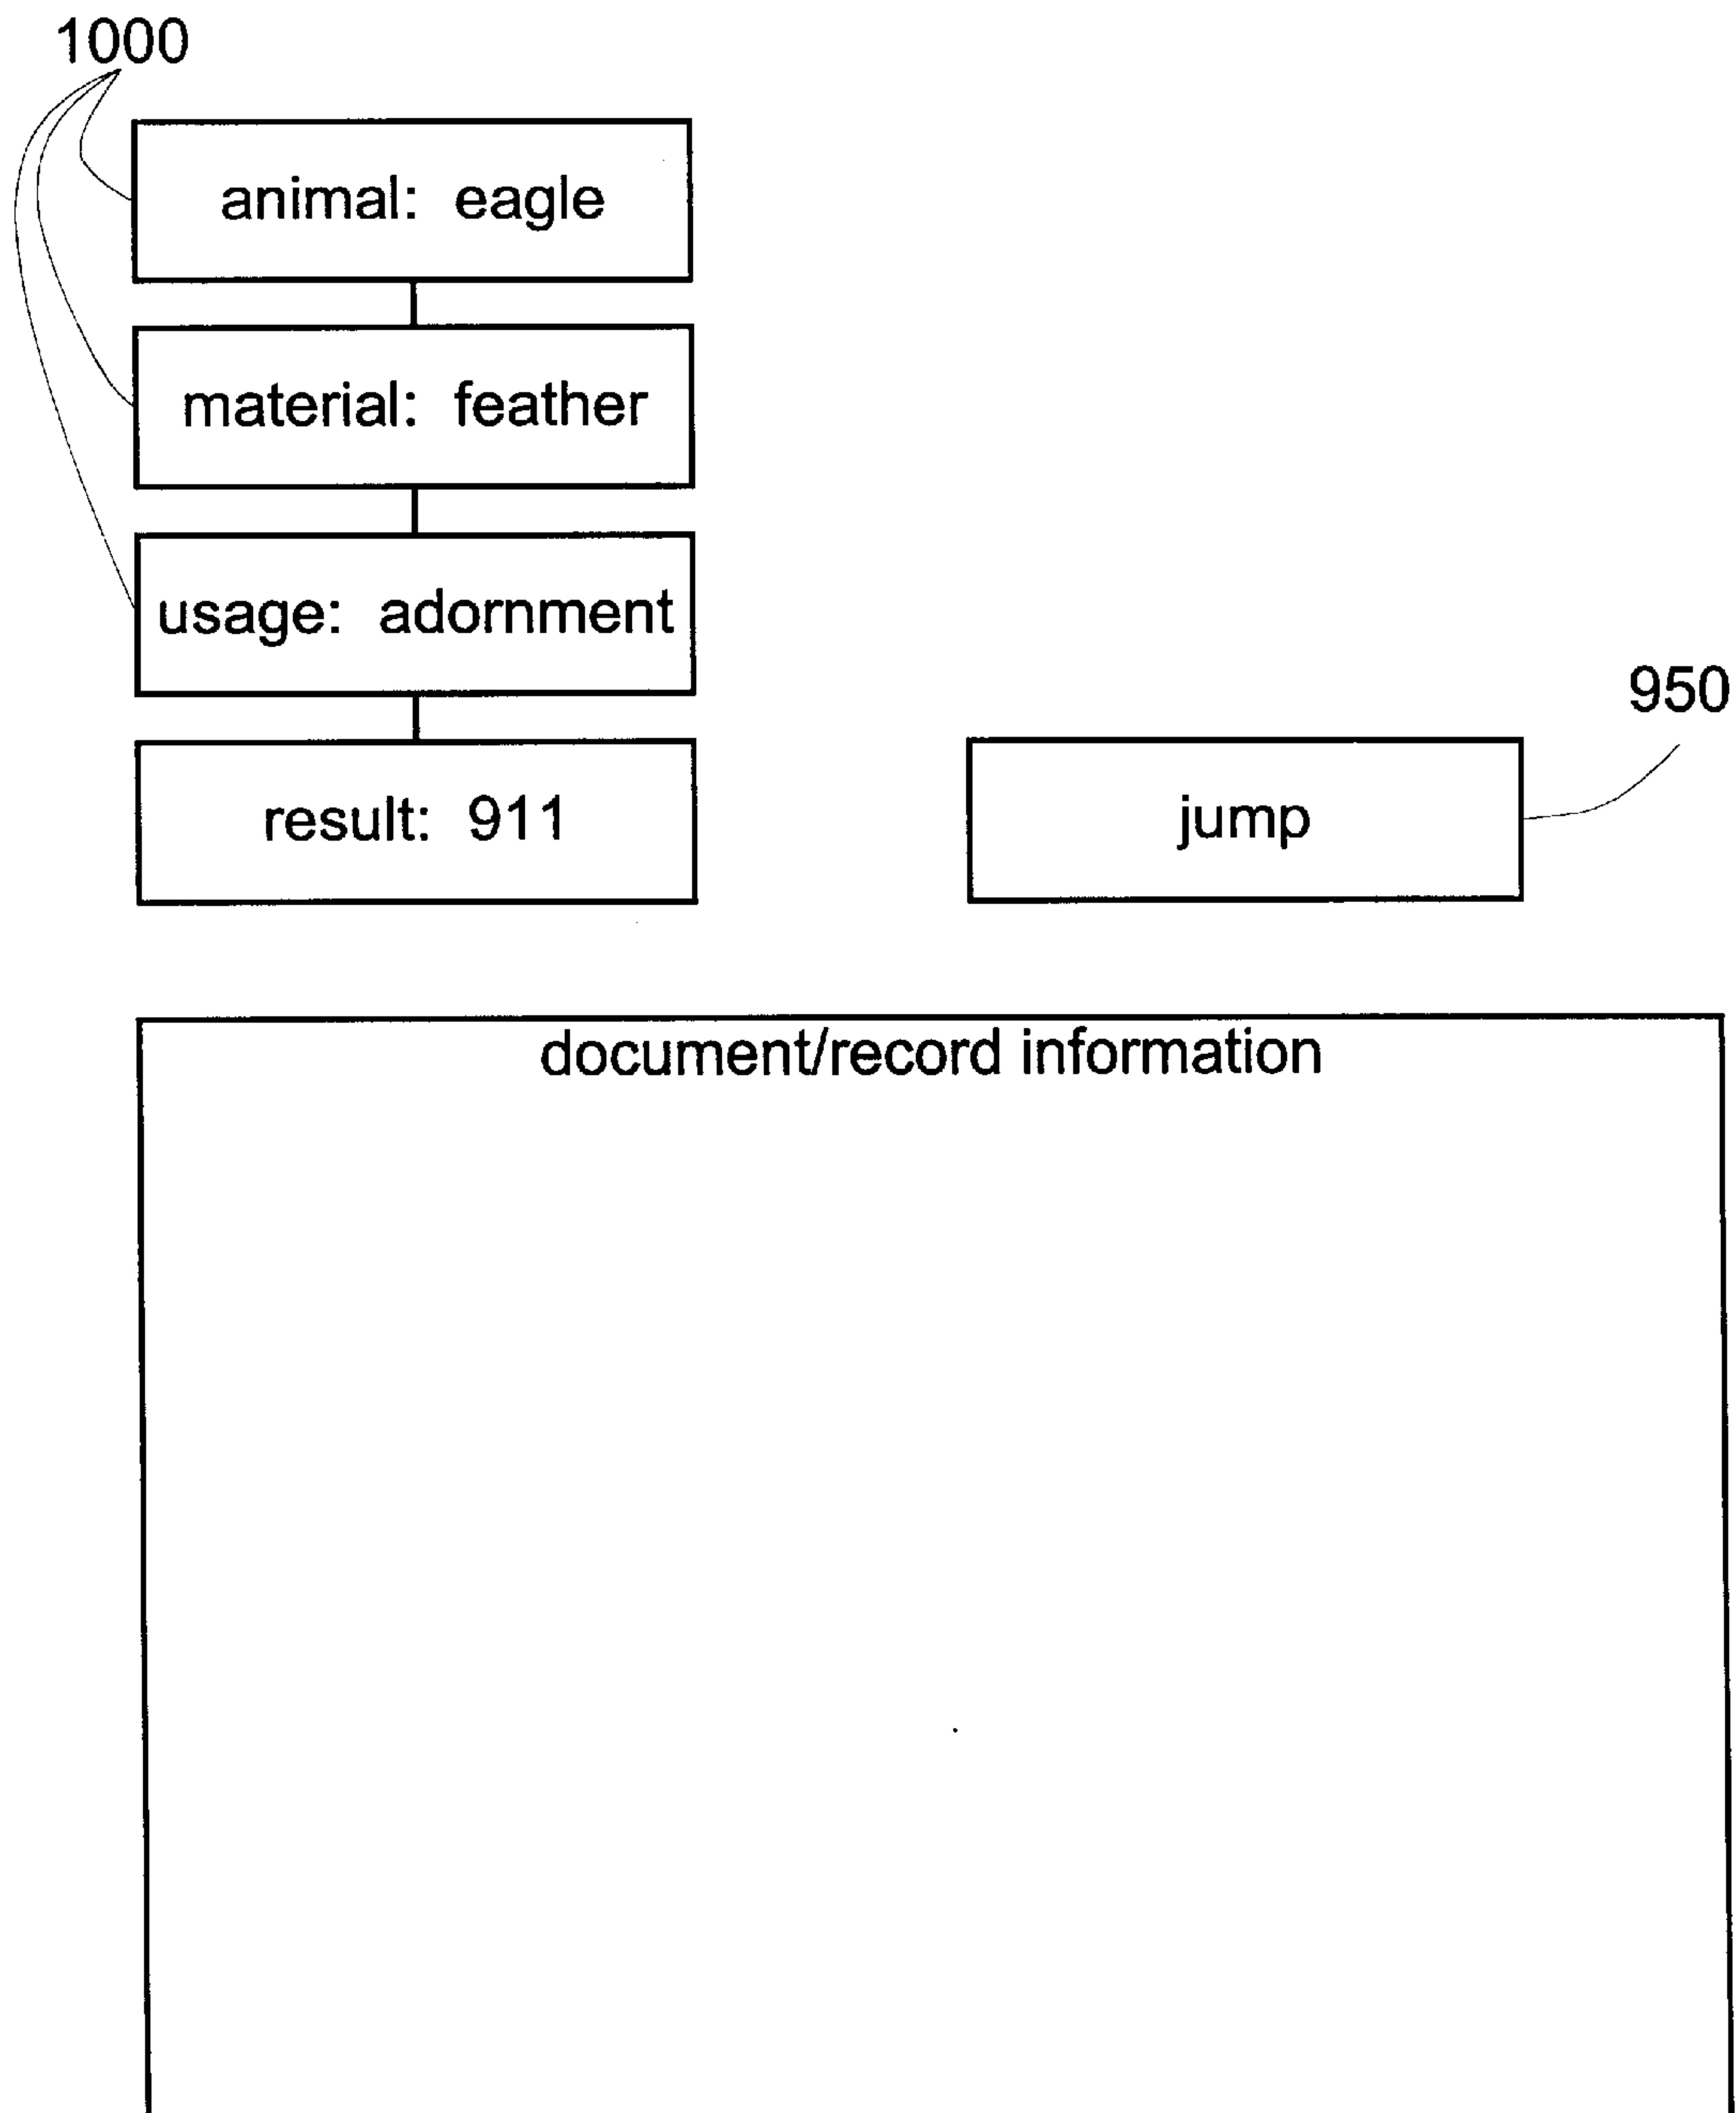 1000
animal: eagle
material: feather
usage: adornment
950
result: 911
jump
document/record information